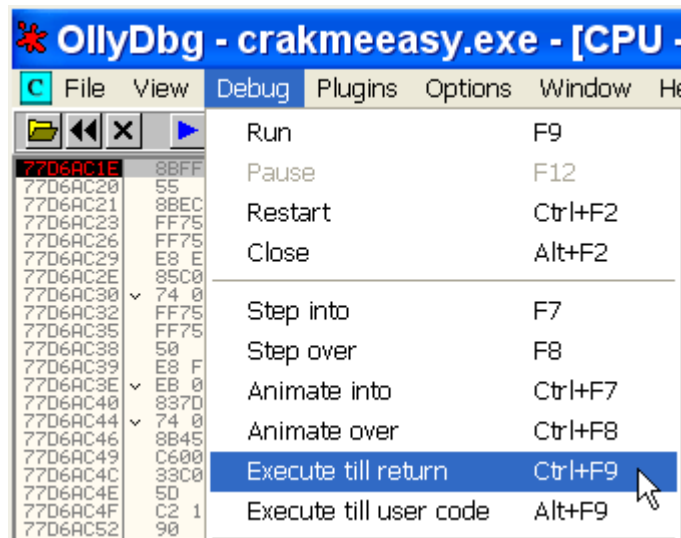 OllyDbg - crakmeeasy.exe - [CPU -
C File View Debug Plugins Options Window He
Run F9
Pause F12
Restart Ctrl+F2
Close Alt+F2
Step into F7
Step over F8
Animate into Ctrl+F7
Animate over Ctrl+F8
Execute till return Ctrl+F9
Execute till user code Alt+F9
77D6AC1E 8BFF
77D6AC20 55
77D6AC21 8BEC
77D6AC23 FF75
77D6AC26 FF75
77D6AC29 E8 E
77D6AC2E 85C0
77D6AC30 74 0
77D6AC32 FF75
77D6AC35 FF75
77D6AC38 50
77D6AC39 E8 F
77D6AC3E EB 0
77D6AC40 837D
77D6AC44 74 0
77D6AC46 8B45
77D6AC49 C600
77D6AC4C 33C0
77D6AC4E 5D
77D6AC4F C2 1
77D6AC52 90